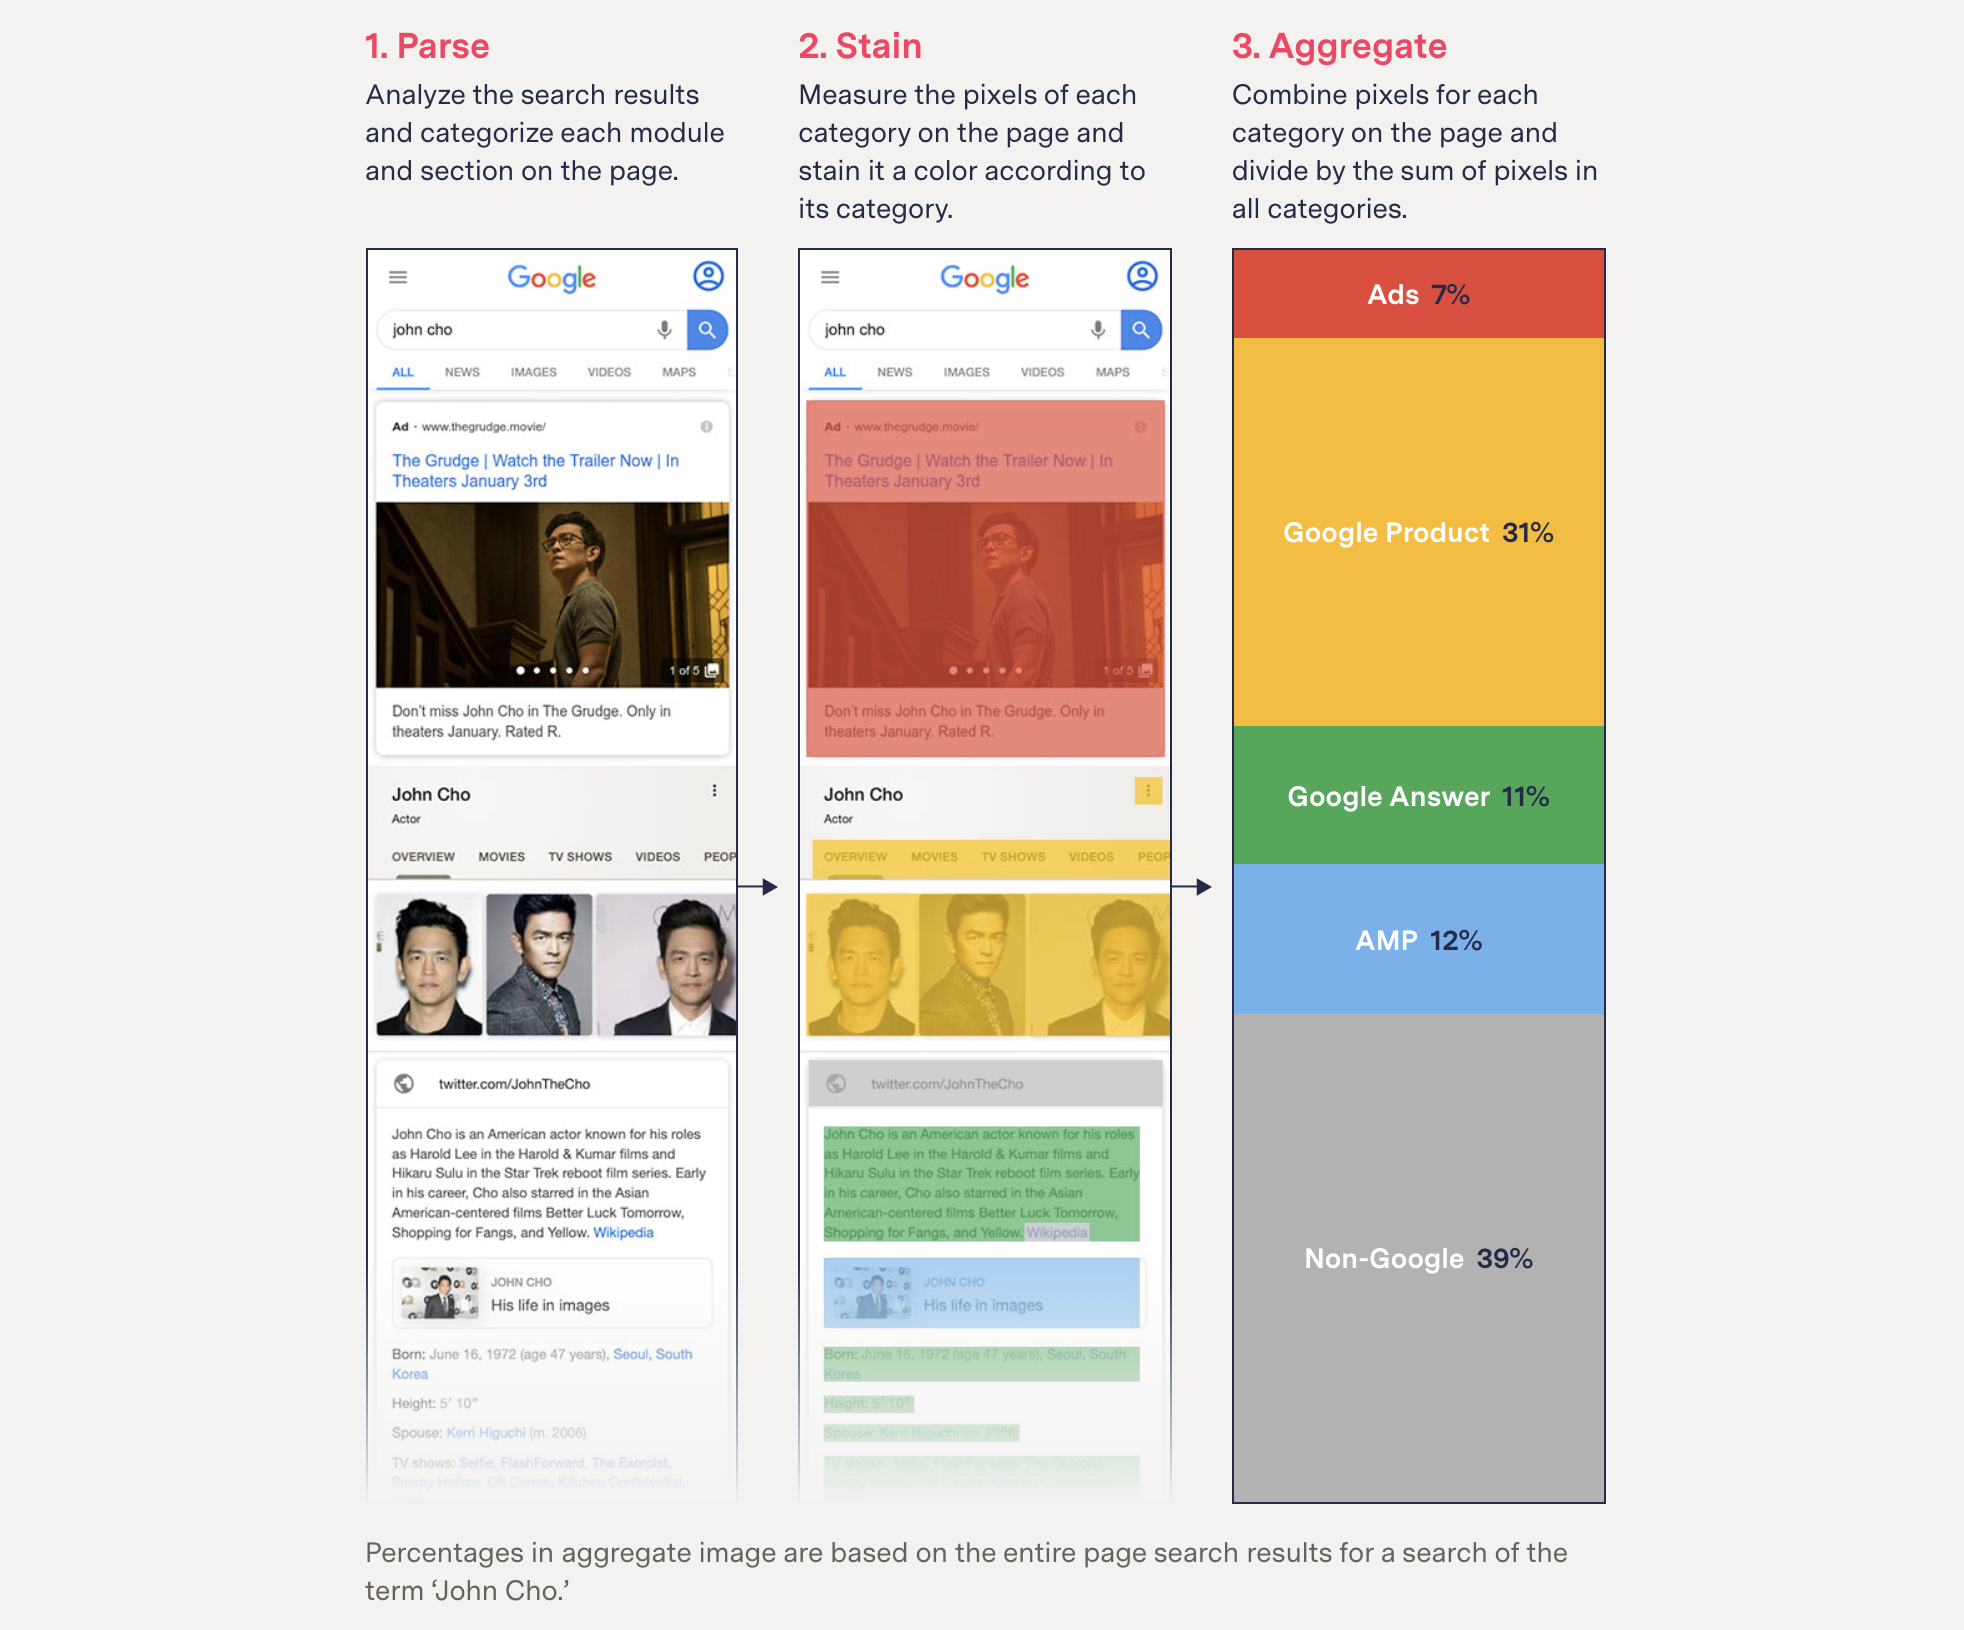 1. Parse
Analyze the search results
and categorize each module
and section on the page.
Google
john cho
ALL NEWS IMAGES VIDEOS MAPS
Ad · www.thegrudge.movie/
The Grudge | Watch the Trailer Now | In
Theaters January 3rd
1 of 5
Don't miss John Cho in The Grudge. Only in
theaters January. Rated R.
John Cho
Actor
OVERVIEW MOVIES TV SHOWS VIDEOS PEOP
twitter.com/JohnTheCho
John Cho is an American actor known for his roles
as Harold Lee in the Harold & Kumar films and
Hikaru Sulu in the Star Trek reboot film series. Early
in his career, Cho also starred in the Asian
American-centered films Better Luck Tomorrow,
Shopping for Fangs, and Yellow. Wikipedia
JOHN CHO
His life in images
Born: June 16, 1972 (age 47 years), Seoul, South
Korea
Height: 5′ 10″
Spouse: Kerri Higuchi (m. 2006)
TV shows: Selfie, FlashForward, The Exorcist,
Sleepy Hollow, Off Centre, Kitchen Confidential,
2. Stain
Measure the pixels of each
category on the page and
stain it a color according to
its category.
Google
john cho
ALL NEWS IMAGES VIDEOS MAPS
Ad · www.thegrudge.movie/
The Grudge | Watch the Trailer Now | In
Theaters January 3rd
1 of 5
Don't miss John Cho in The Grudge. Only in
theaters January. Rated R.
John Cho
Actor
OVERVIEW MOVIES TV SHOWS VIDEOS PEOP
twitter.com/JohnTheCho
John Cho is an American actor known for his roles
as Harold Lee in the Harold & Kumar films and
Hikaru Sulu in the Star Trek reboot film series. Early
in his career, Cho also starred in the Asian
American-centered films Better Luck Tomorrow,
Shopping for Fangs, and Yellow. Wikipedia
JOHN CHO
His life in images
Born: June 16, 1972 (age 47 years), Seoul, South
Korea
Height: 5′ 10″
Spouse: Kerri Higuchi (m. 2006)
TV shows: Selfie, FlashForward, The Exorcist,
Sleepy Hollow, Off Centre, Kitchen Confidential,
3. Aggregate
Combine pixels for each
category on the page and
divide by the sum of pixels in
all categories.
Ads 7%
Google Product 31%
Google Answer 11%
AMP 12%
Non-Google 39%
Percentages in aggregate image are based on the entire page search results for a search of the
term ‘John Cho.’